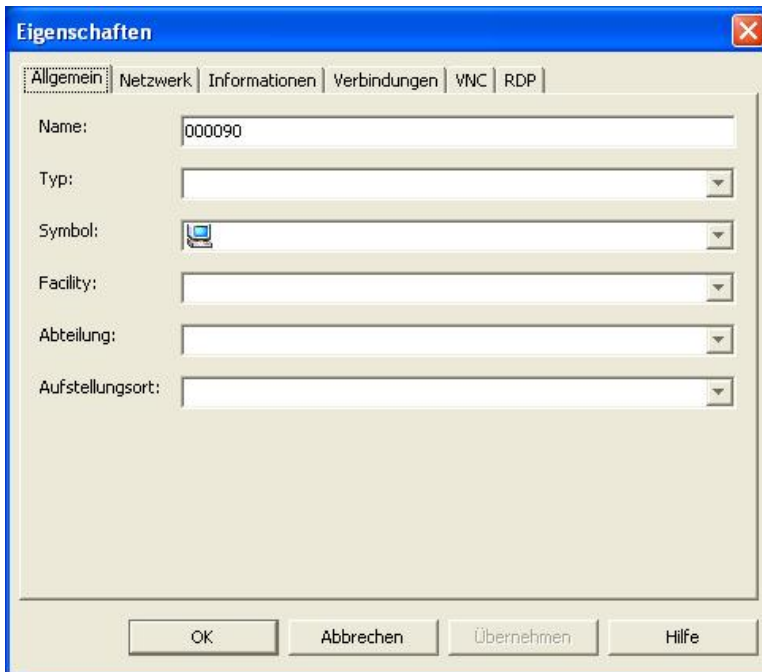 Eigenschaften
Allgemein Netzwerk Informationen Verbindungen VNC RDP
Name: 000090
Typ:
Symbol:
Facility:
Abteilung:
Aufstellungsort:
OK Abbrechen Übernehmen Hilfe